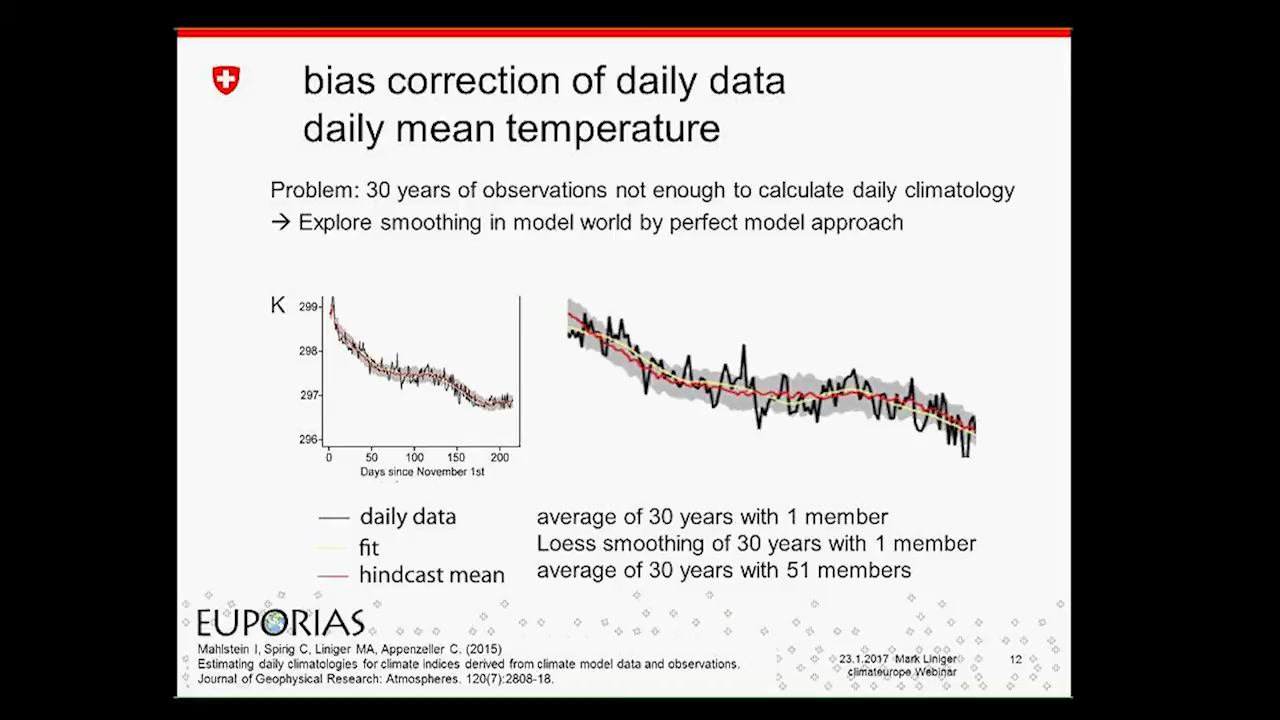 bias correction of daily data
daily mean temperature
Problem: 30 years of observations not enough to calculate daily climatology
→ Explore smoothing in model world by perfect model approach
K
299
298
297
296
0 50 100 150 200
Days since November 1st
daily data average of 30 years with 1 member
fit Loess smoothing of 30 years with 1 member
hindcast mean average of 30 years with 51 members
EUPORIAS
Mahlstein I, Spirig C, Liniger MA, Appenzeller C. (2015)
Estimating daily climatologies for climate indices derived from climate model data and observations.
Journal of Geophysical Research: Atmospheres. 120(7):2808-18.
23.1.2017 Mark Liniger 12
climateurope Webinar